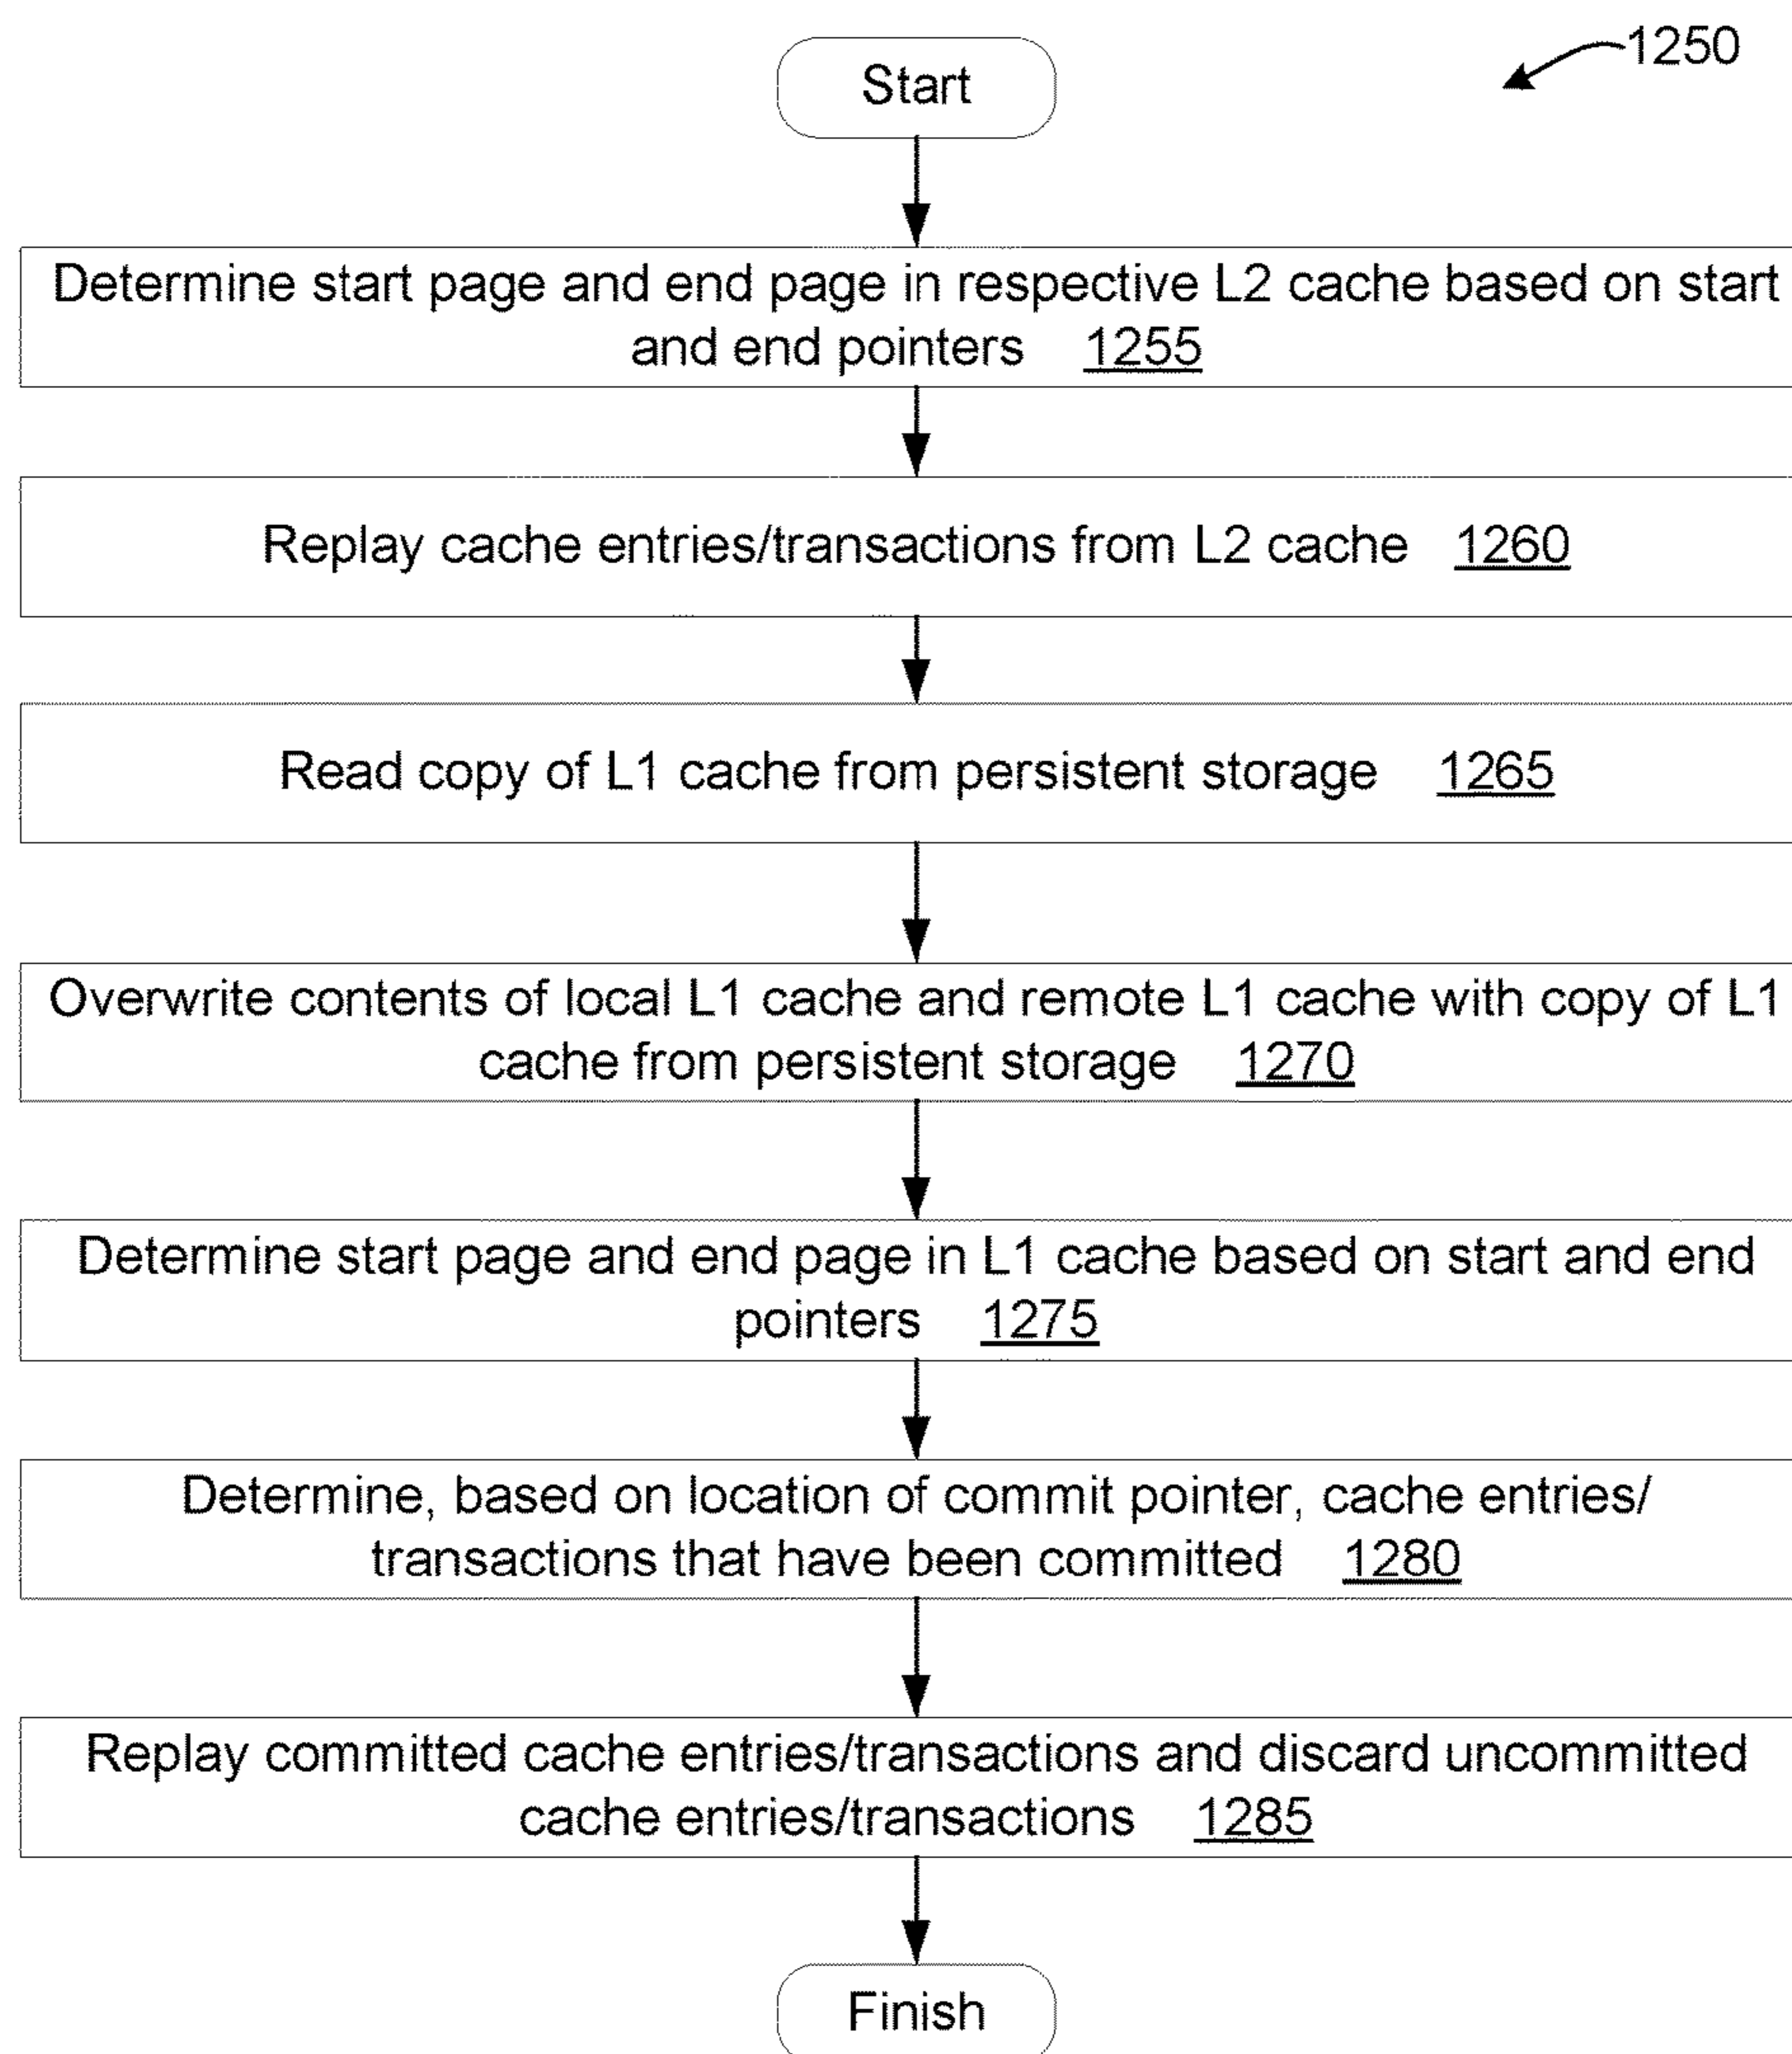 1250
Start
Determine start page and end page in respective L2 cache based on start
and end pointers 1255
Replay cache entries/transactions from L2 cache 1260
Read copy of L1 cache from persistent storage 1265
Overwrite contents of local L1 cache and remote L1 cache with copy of L1
cache from persistent storage 1270
Determine start page and end page in L1 cache based on start and end
pointers 1275
Determine, based on location of commit pointer, cache entries/
transactions that have been committed 1280
Replay committed cache entries/transactions and discard uncommitted
cache entries/transactions 1285
Finish